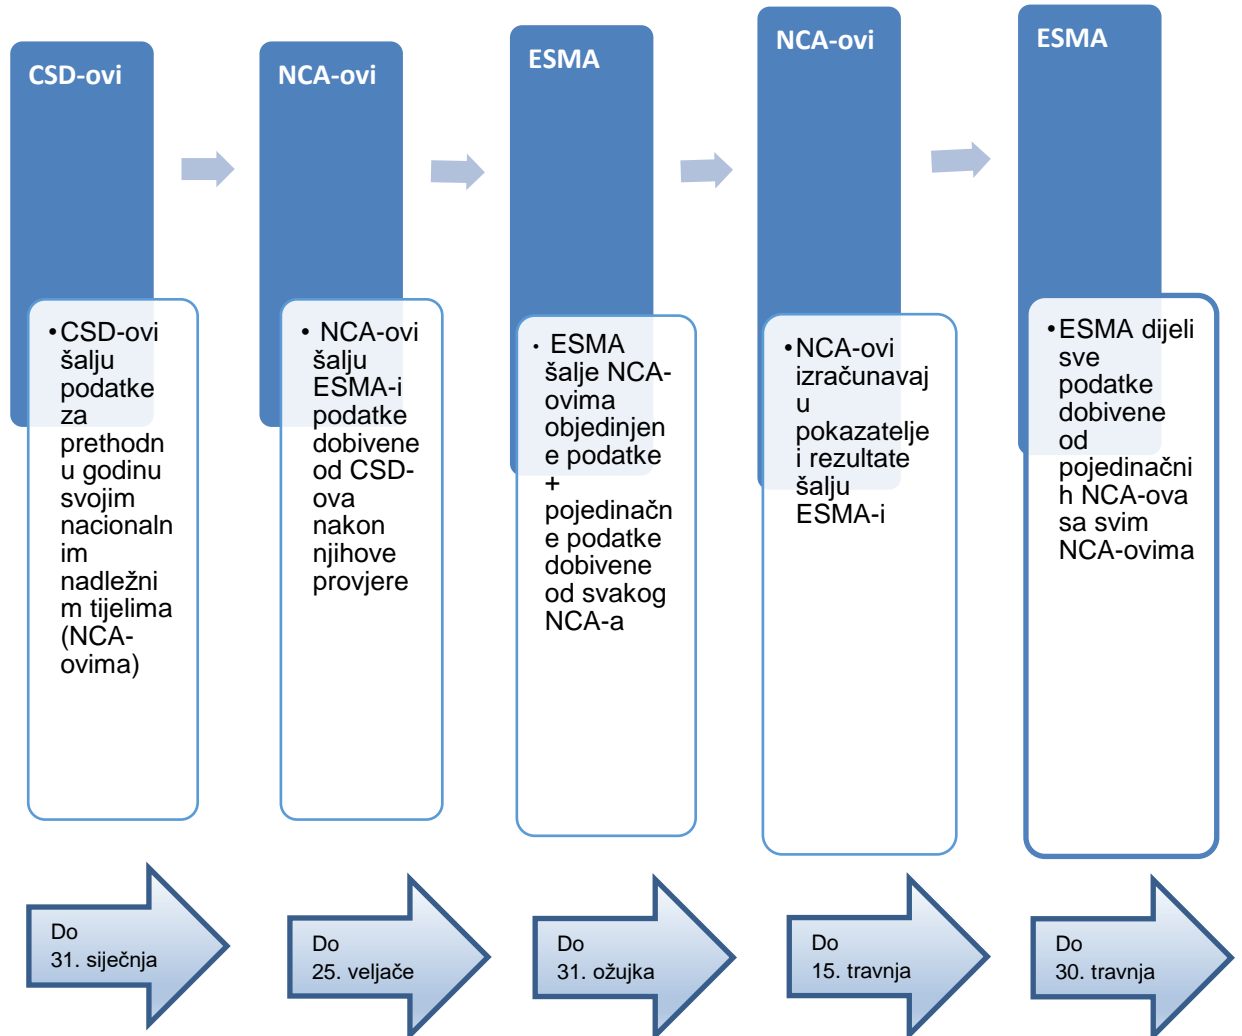 CSD-ovi
•CSD-ovi
šalju
podatke
za
prethodn
u godinu
svojim
nacionaln
im
nadležni
m tijelima
(NCA-
ovima)
Do
31. siječnja
NCA-ovi
• NCA-ovi
šalju
ESMA-i
podatke
dobivene
od CSD-
ova
nakon
njihove
provjere
Do
25. veljače
ESMA
• ESMA
šalje NCA-
ovima
objedinjen
e podatke
+
pojedinačn
e podatke
dobivene
od svakog
NCA-a
Do
31. ožujka
NCA-ovi
•NCA-ovi
izračunavaj
u
pokazatelje
i rezultate
šalju
ESMA-i
Do
15. travnja
ESMA
•ESMA dijeli
sve
podatke
dobivene
od
pojedinačni
h NCA-ova
sa svim
NCA-ovima
Do
30. travnja